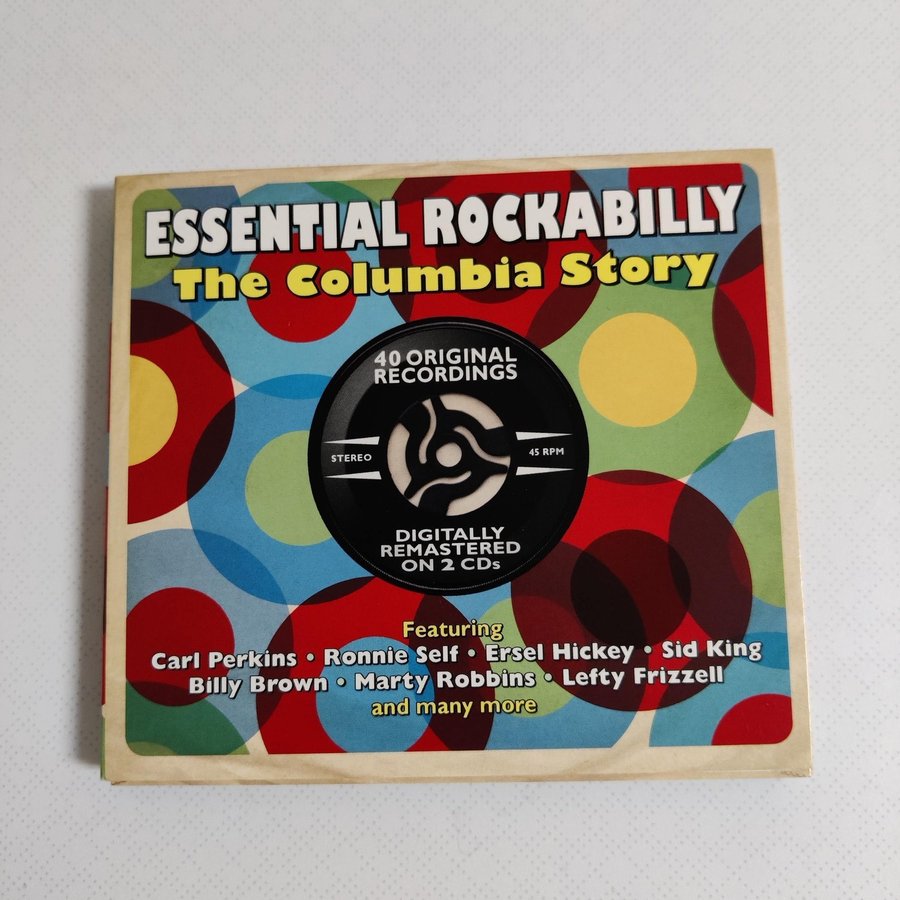 ESSENTIAL ROCKABILLY
The Columbia Story
40 ORIGINAL
RECORDINGS
STEREO
45 RPM
DIGITALLY
REMASTERED
ON 2 CDs
Featuring
Carl Perkins • Ronnie Self • Ersel Hickey • Sid King
Billy Brown • Marty Robbins • Lefty Frizzell
and many more